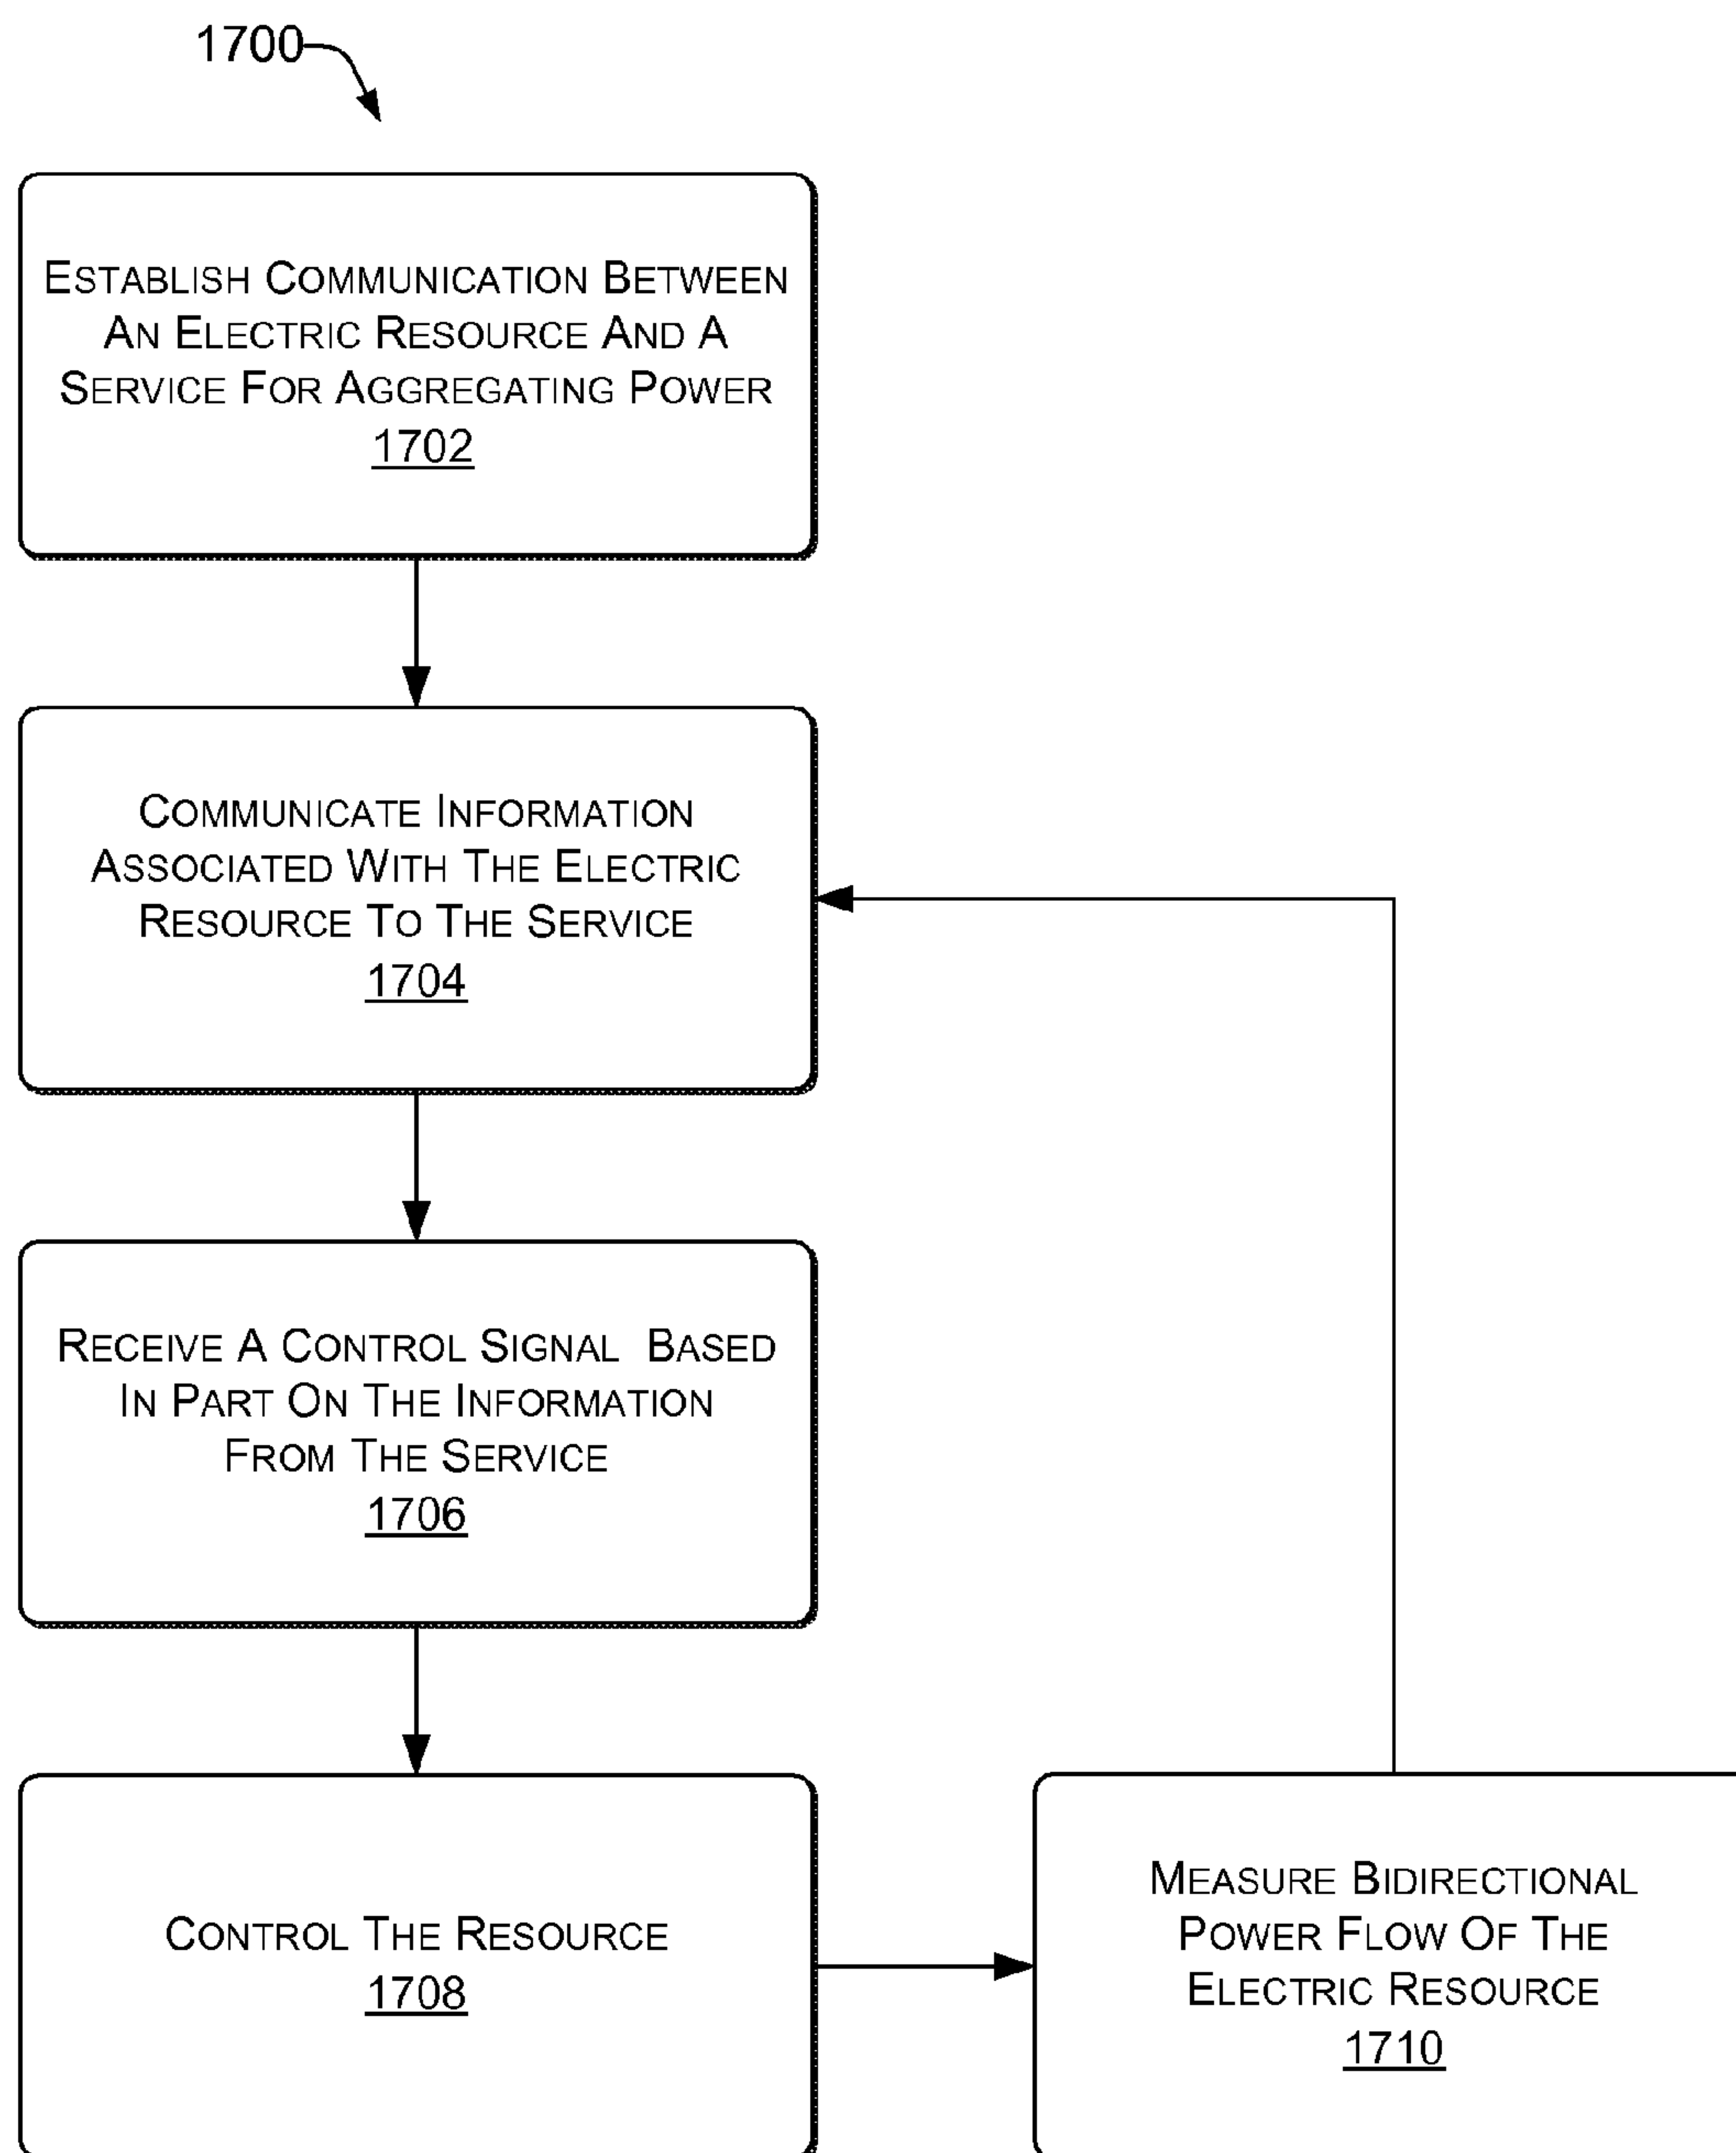 1700
Establish Communication Between
An Electric Resource And A
Service For Aggregating Power
1702
Communicate Information
Associated With The Electric
Resource To The Service
1704
Receive A Control Signal Based
In Part On The Information
From The Service
1706
Control The Resource
1708
Measure Bidirectional
Power Flow Of The
Electric Resource
1710